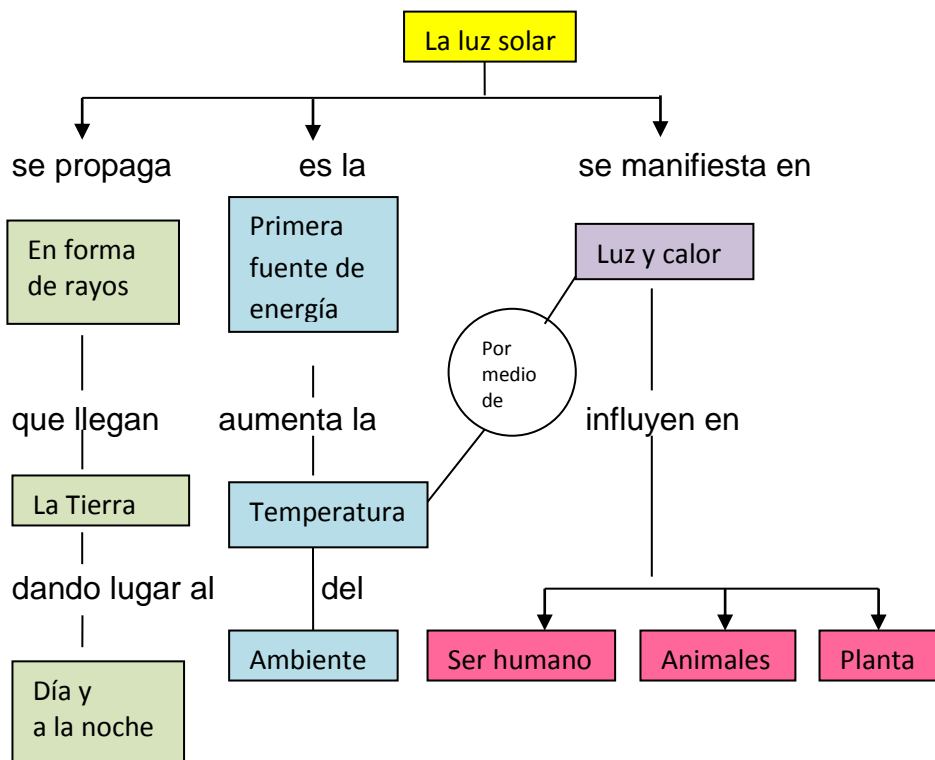 La luz solar
se propaga
es la
se manifiesta en
En forma
de rayos
Primera
fuente de
energía
Luz y calor
Por
medio
de
que llegan
aumenta la
influyen en
La Tierra
Temperatura
dando lugar al
del
Ambiente
Ser humano
Animales
Planta
Día y
a la noche